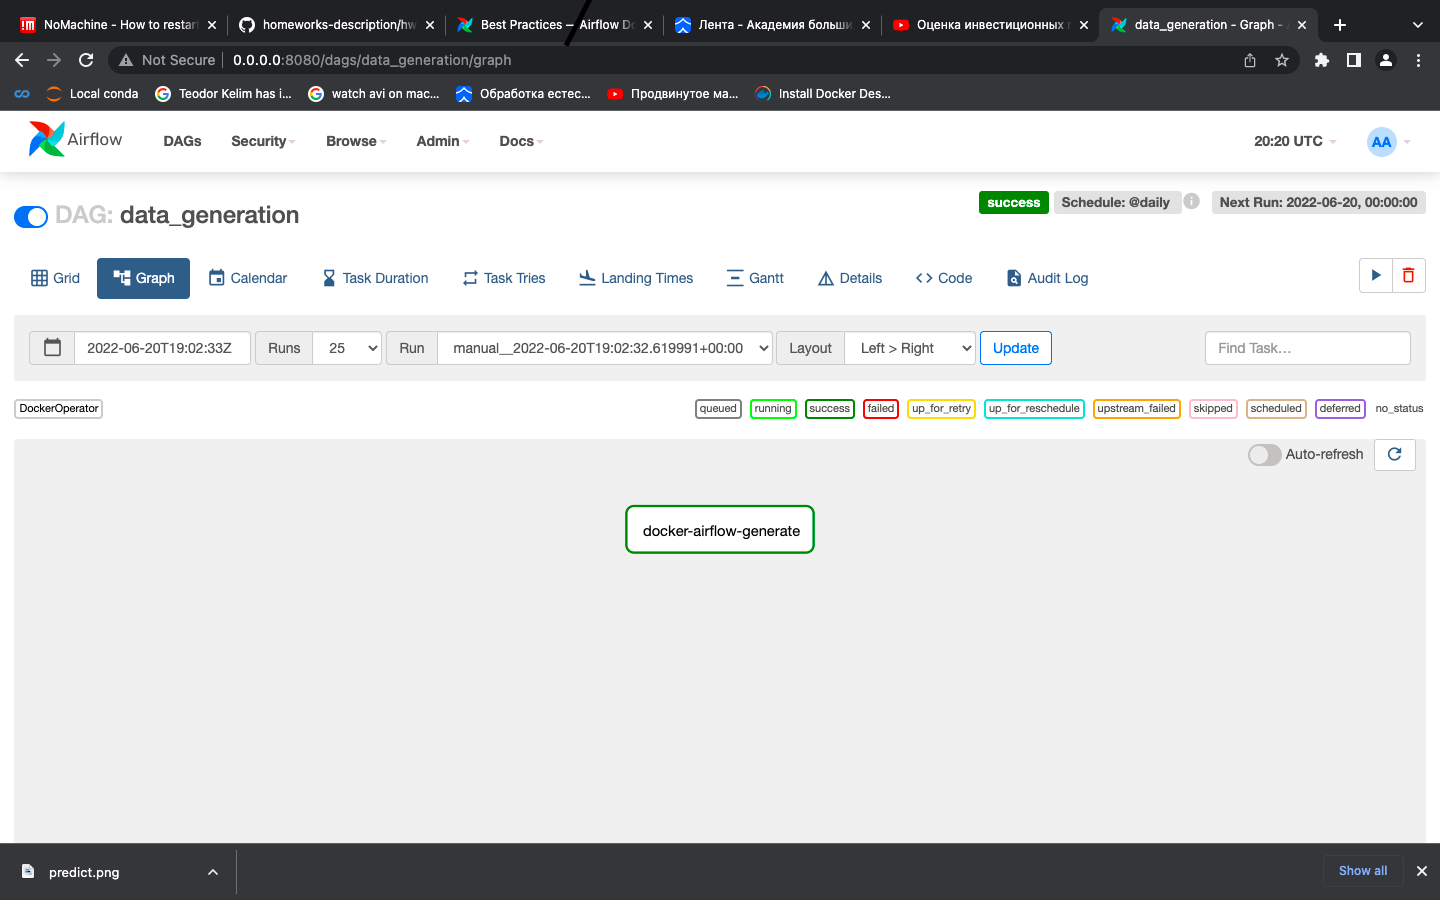 NoMachine - How to restart
homeworks-description/hw
Best Practices — Airflow Do
Лента - Академия больши
Оценка инвестиционных п
data_generation - Graph -
Not Secure 0.0.0.0:8080/dags/data_generation/graph
Local conda
Teodor Kelim has i...
watch avi on mac...
Обработка естес...
Продвинутое ма...
Install Docker Des...
Airflow DAGs Security Browse Admin Docs 20:20 UTC AA
DAG: data_generation
success Schedule: @daily Next Run: 2022-06-20, 00:00:00
Grid Graph Calendar Task Duration Task Tries Landing Times Gantt Details Code Audit Log
2022-06-20T19:02:33Z Runs 25 Run manual__2022-06-20T19:02:32.619991+00:00 Layout Left > Right Update Find Task...
DockerOperator queued running success failed up_for_retry up_for_reschedule upstream_failed skipped scheduled deferred no_status
Auto-refresh
docker-airflow-generate
predict.png Show all